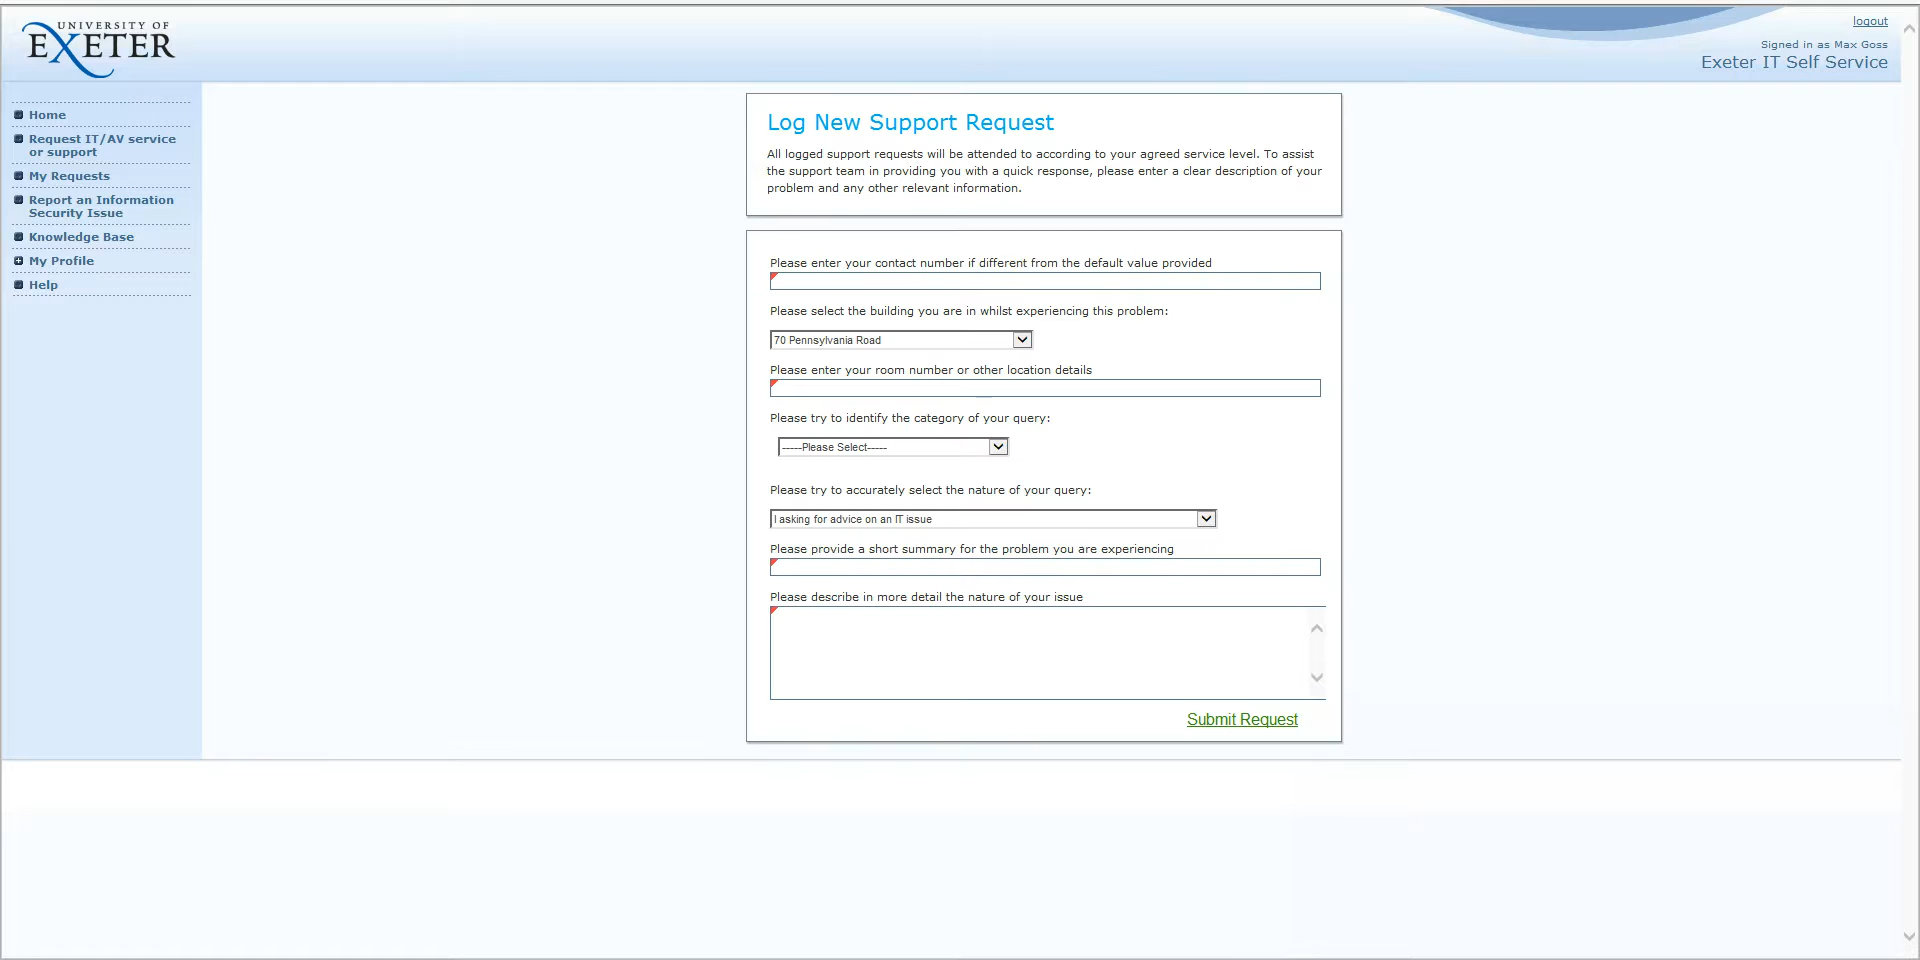 UNIVERSITY OF
EXETER
logout
Signed in as Max Goss
Exeter IT Self Service
Home
Request IT/AV service
or support
My Requests
Report an Information
Security Issue
Knowledge Base
My Profile
Help
Log New Support Request
All logged support requests will be attended to according to your agreed service level. To assist
the support team in providing you with a quick response, please enter a clear description of your
problem and any other relevant information.
Please enter your contact number if different from the default value provided
Please select the building you are in whilst experiencing this problem:
70 Pennsylvania Road
Please enter your room number or other location details
Please try to identify the category of your query:
-----Please Select-----
Please try to accurately select the nature of your query:
I asking for advice on an IT issue
Please provide a short summary for the problem you are experiencing
Please describe in more detail the nature of your issue
Submit Request